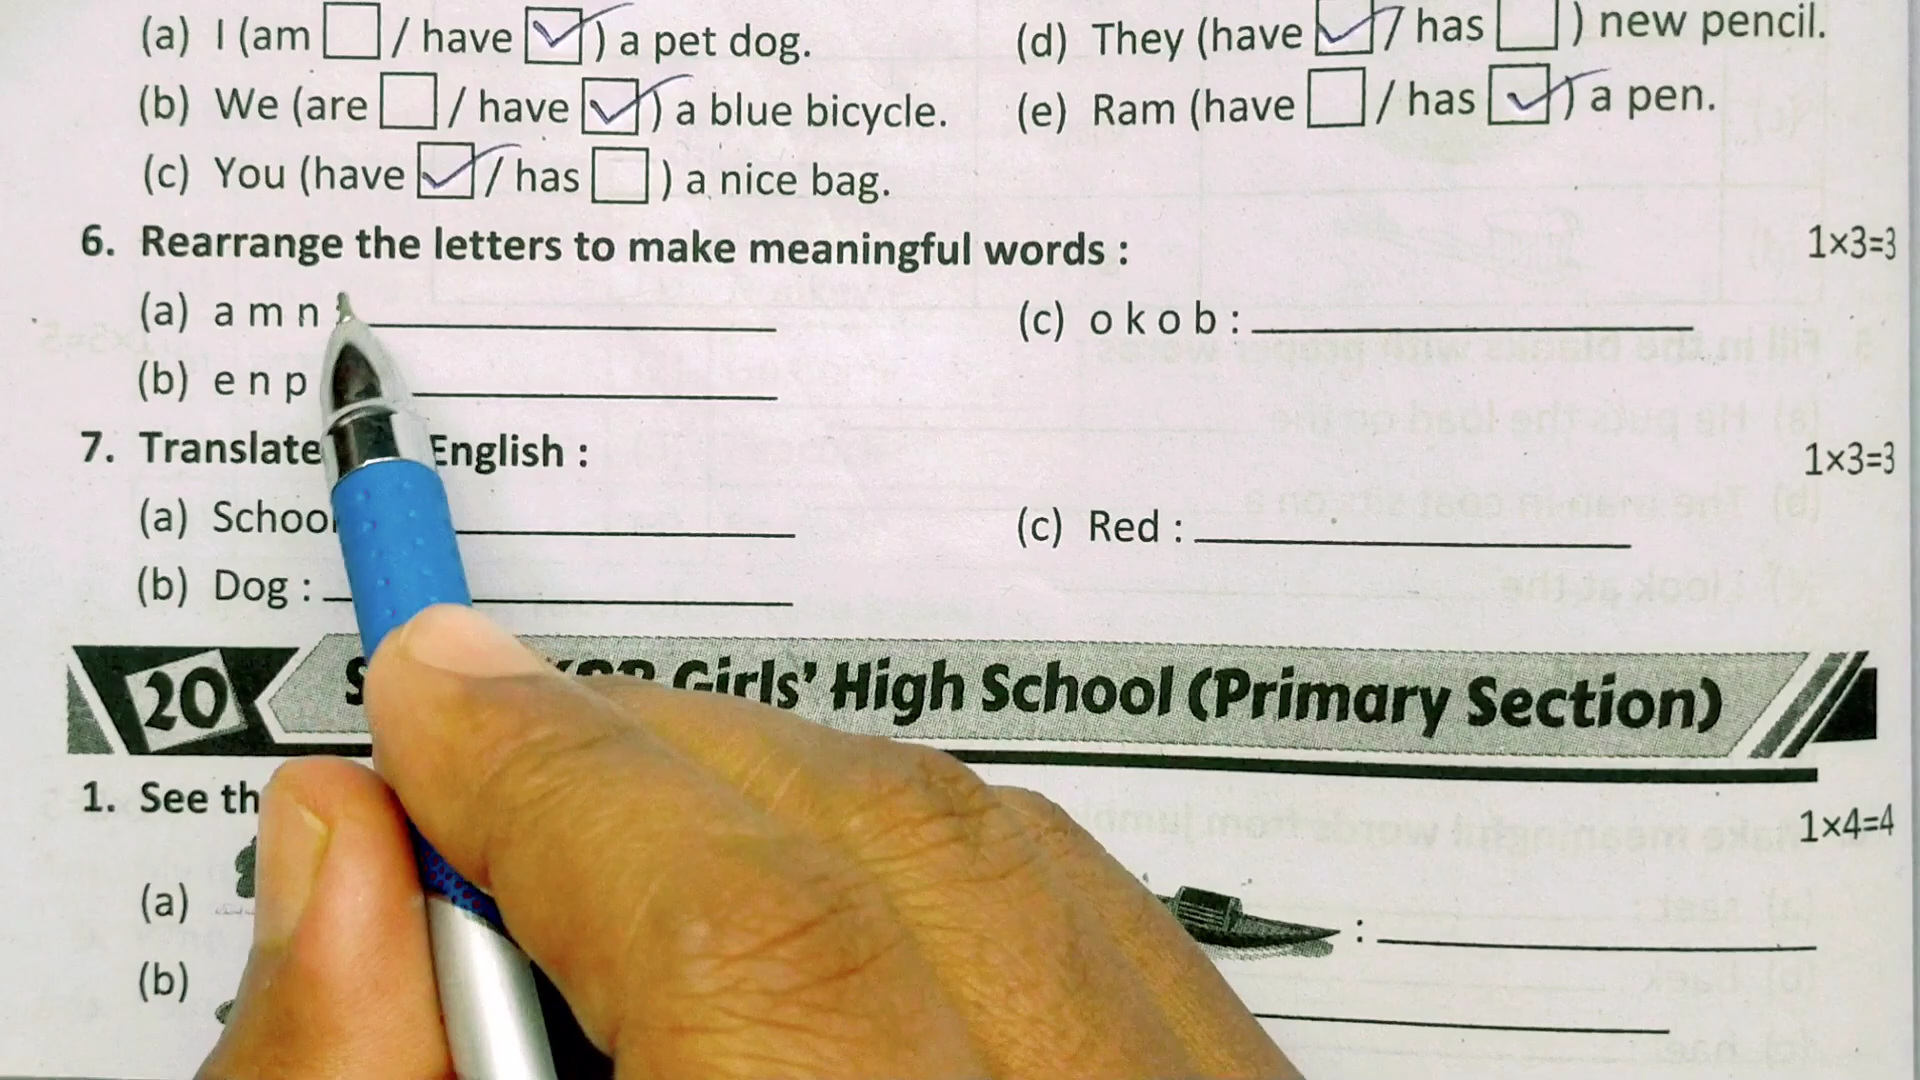 (a) I (am / have ) a pet dog.
(d) They (have / has ) new pencil.
(b) We (are / have ) a blue bicycle.
(e) Ram (have / has ) a pen.
(c) You (have / has ) a nice bag.
6. Rearrange the letters to make meaningful words : 1×3=3
(a) a m n
(c) o k o b :
(b) e n p
7. Translate English : 1×3=3
(a) School
(c) Red :
(b) Dog :
20 Girls' High School (Primary Section)
1. See 1×4=4
(a) :
(b)